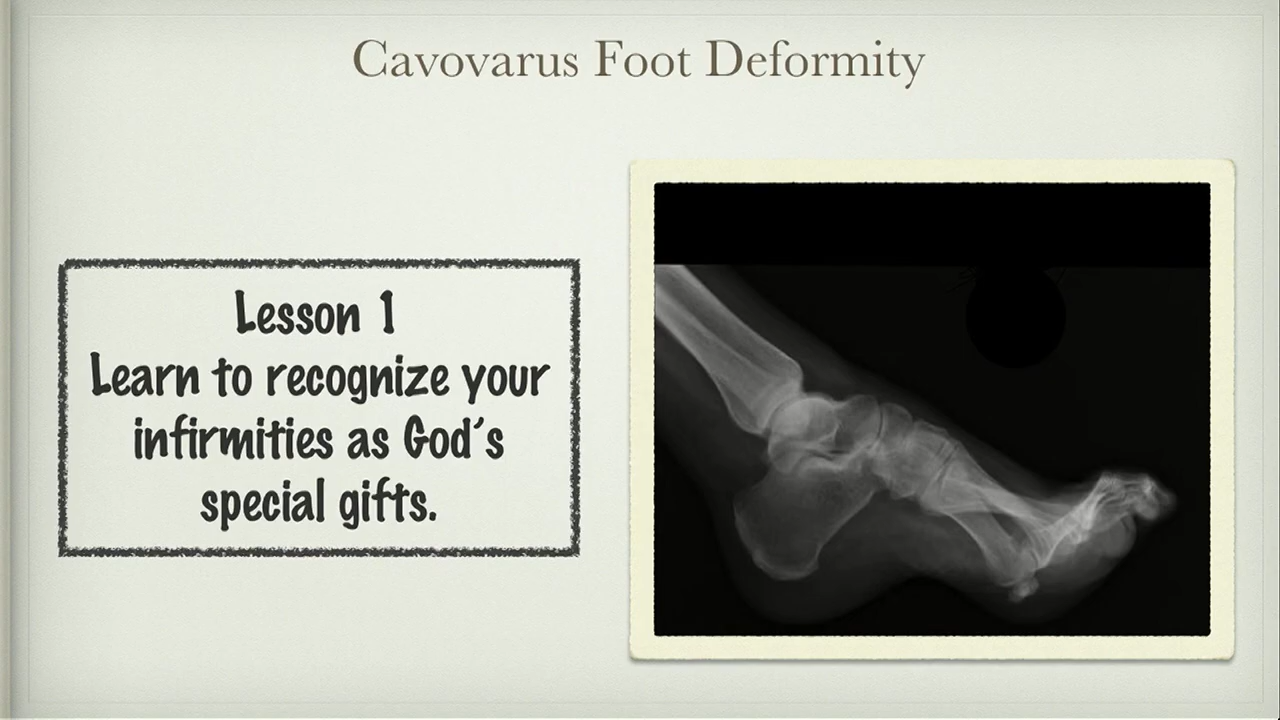 Cavovarus Foot Deformity
Lesson 1
Learn to recognize your
infirmities as God's
special gifts.